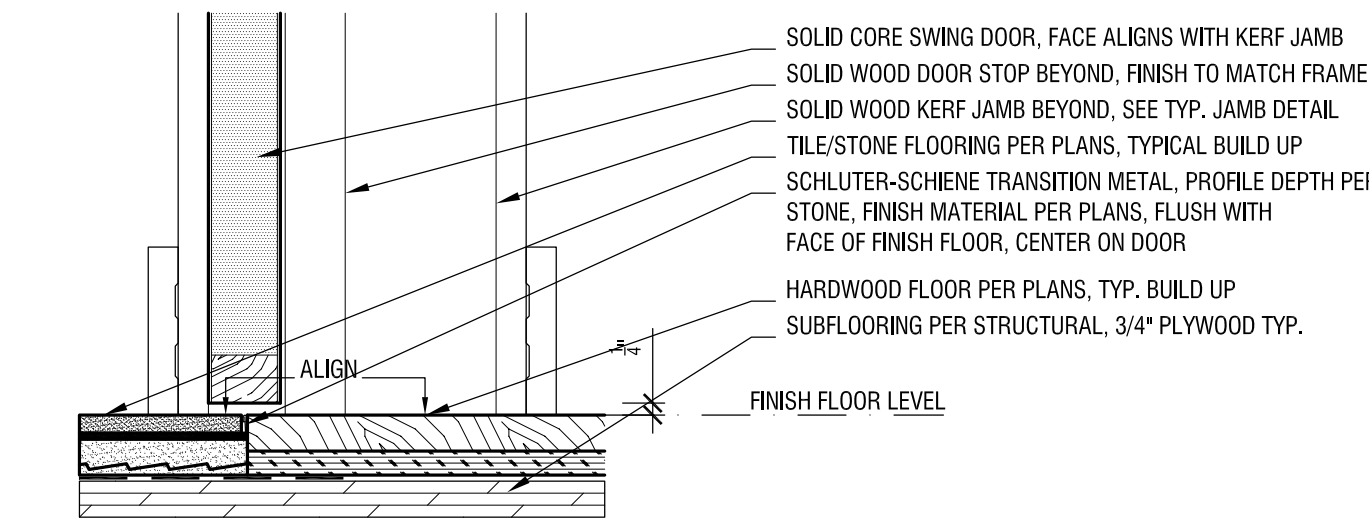 SOLID CORE SWING DOOR, FACE ALIGNS WITH KERF JAMB
SOLID WOOD DOOR STOP BEYOND, FINISH TO MATCH FRAME
SOLID WOOD KERF JAMB BEYOND, SEE TYP. JAMB DETAIL
TILE/STONE FLOORING PER PLANS, TYPICAL BUILD UP
SCHLUTER-SCHIENE TRANSITION METAL, PROFILE DEPTH PER
STONE, FINISH MATERIAL PER PLANS, FLUSH WITH
FACE OF FINISH FLOOR, CENTER ON DOOR
HARDWOOD FLOOR PER PLANS, TYP. BUILD UP
SUBFLOORING PER STRUCTURAL, 3/4" PLYWOOD TYP.
1/4"
ALIGN
FINISH FLOOR LEVEL